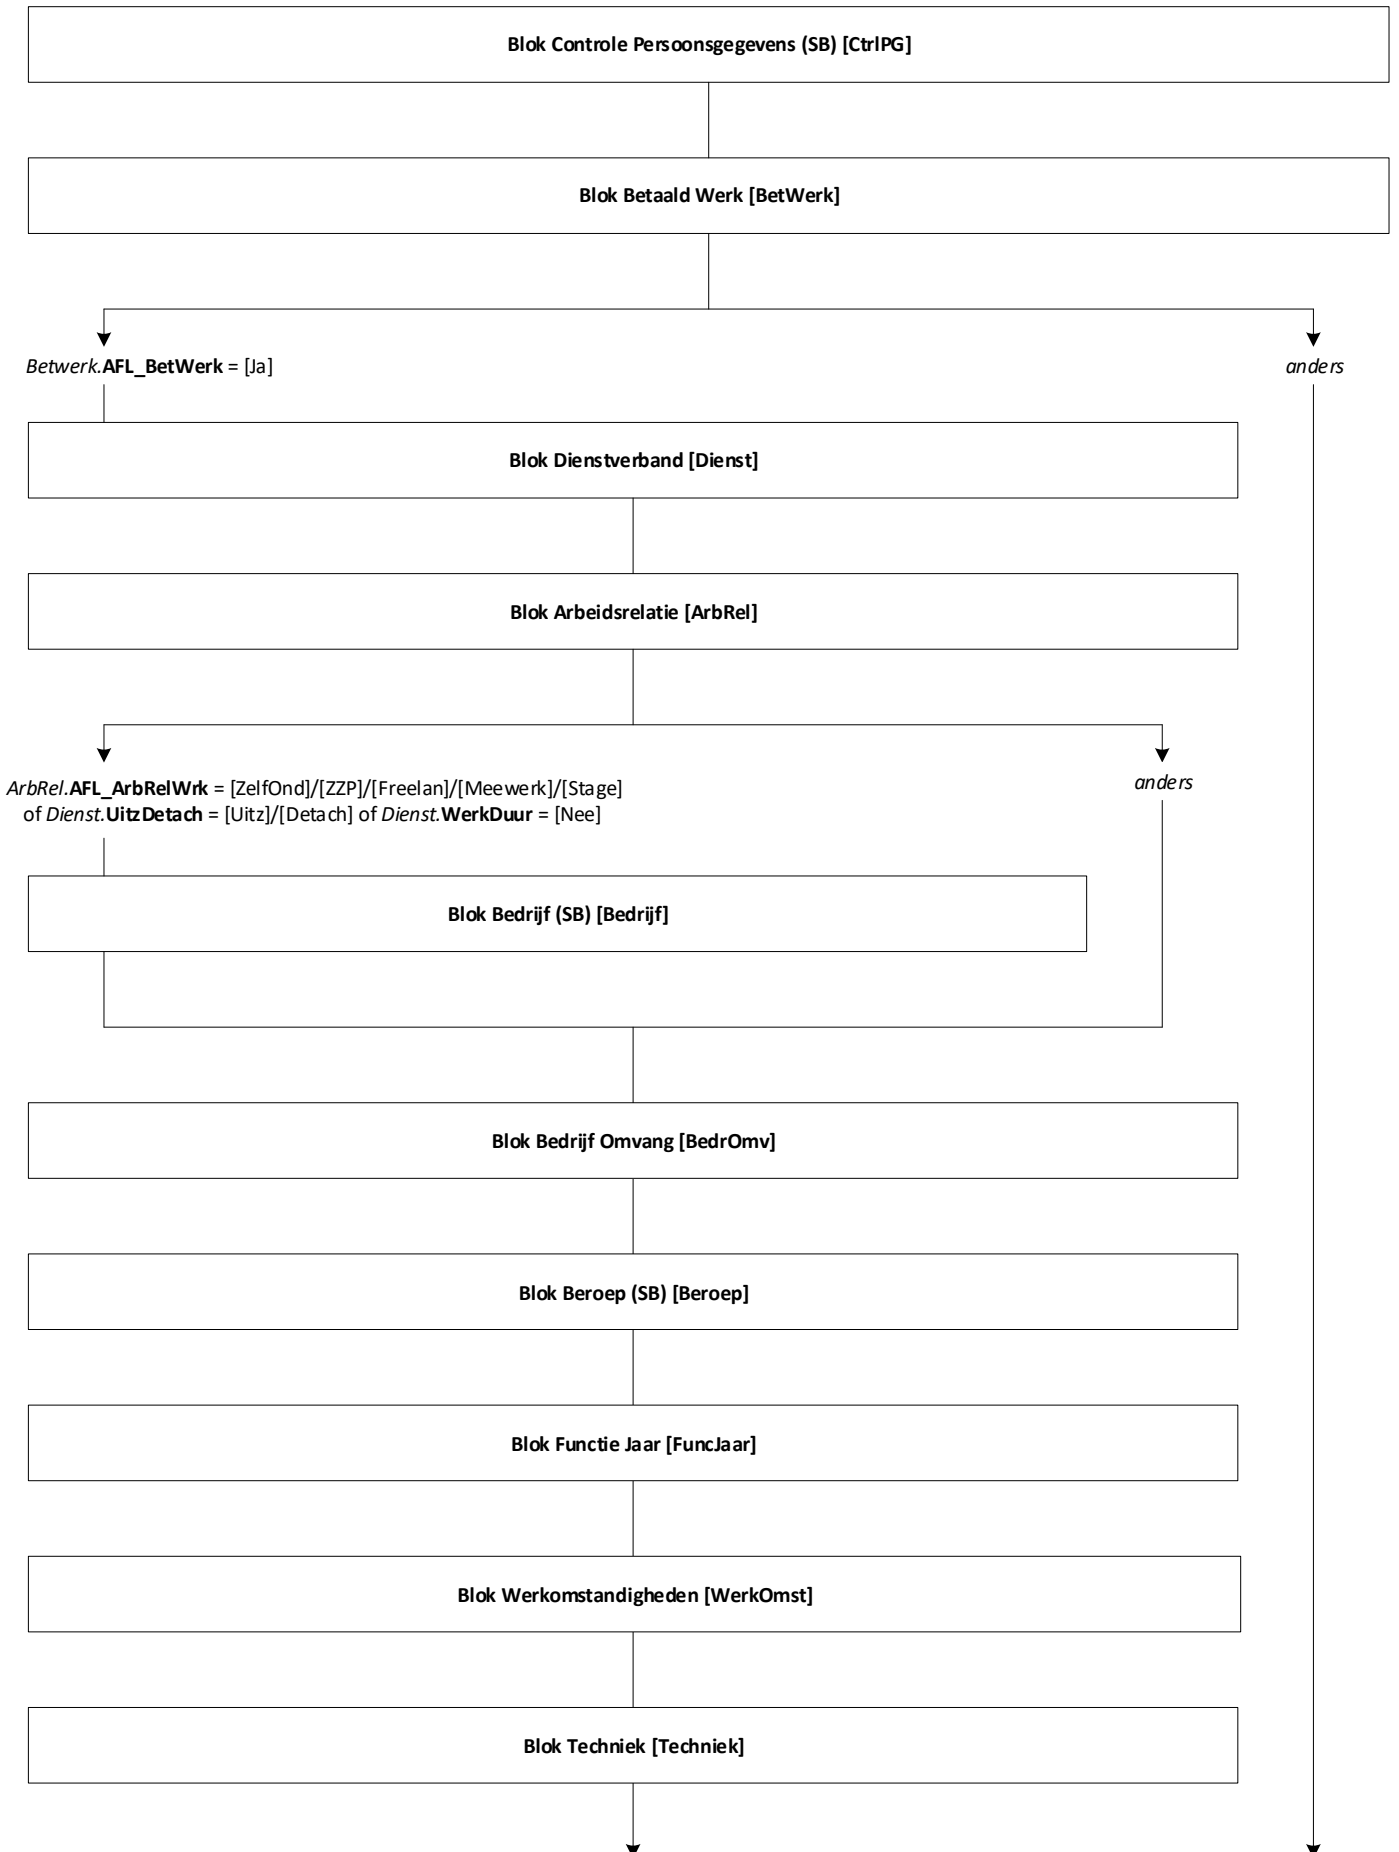 Blok Controle Persoonsgegevens (SB) [CtrlPG]
Blok Betaald Werk [BetWerk]
Betwerk.AFL_BetWerk = [Ja]
anders
Blok Dienstverband [Dienst]
Blok Arbeidsrelatie [ArbRel]
ArbRel.AFL_ArbRelWrk = [ZelfOnd]/[ZZP]/[Freelan]/[Meewerk]/[Stage]
of Dienst.UitzDetach = [Uitz]/[Detach] of Dienst.WerkDuur = [Nee]
anders
Blok Bedrijf (SB) [Bedrijf]
Blok Bedrijf Omvang [BedrOmv]
Blok Beroep (SB) [Beroep]
Blok Functie Jaar [FuncJaar]
Blok Werkomstandigheden [WerkOmst]
Blok Techniek [Techniek]